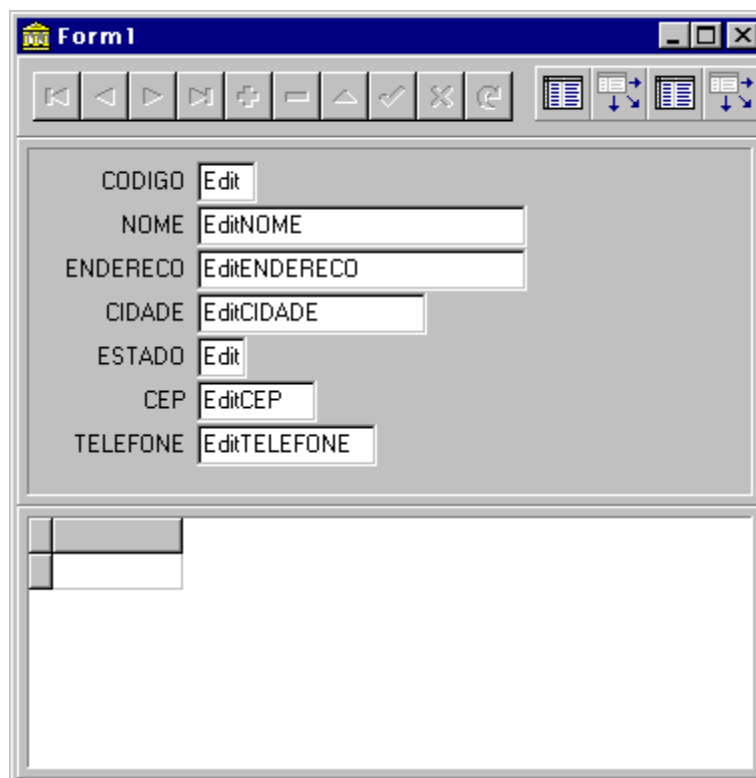 Form1
CODIGO Edit
NOME EditNOME
ENDERECO EditENDERECO
CIDADE EditCIDADE
ESTADO Edit
CEP EditCEP
TELEFONE EditTELEFONE